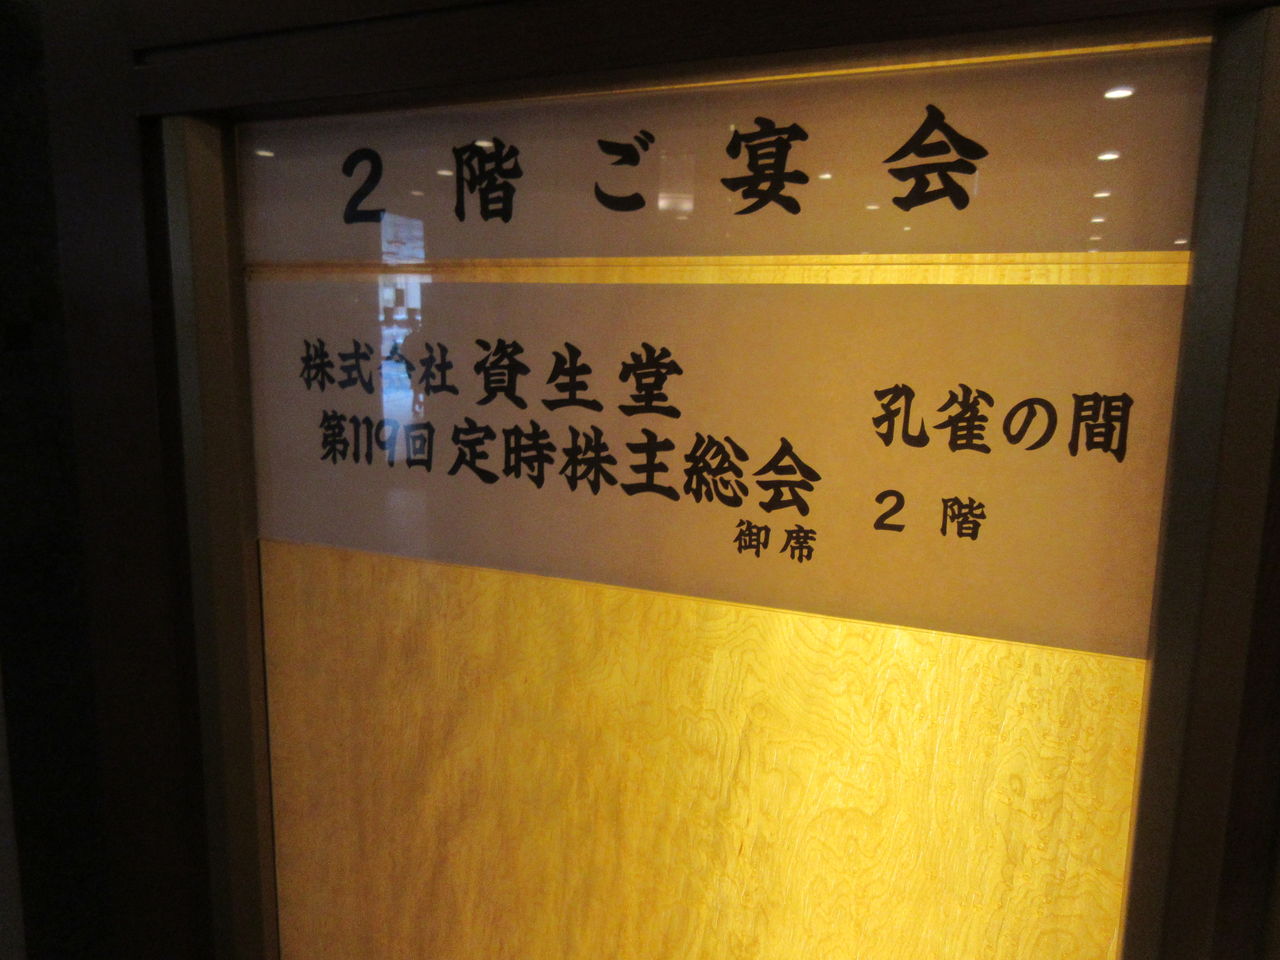 2階ご宴会
株式会社資生堂
第119回定時株主総会
御席
孔雀の間
2階